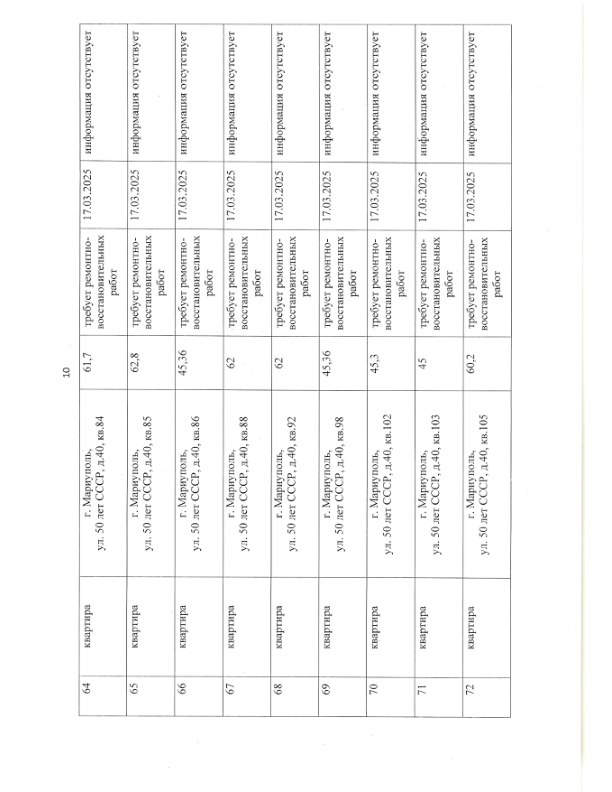 10
64 квартира г. Мариуполь, 61,7 требует ремонтно- 17.03.2025 информация отсутствует
ул. 50 лет СССР, д.40, кв.84 восстановительных
работ
65 квартира г. Мариуполь, 62,8 требует ремонтно- 17.03.2025 информация отсутствует
ул. 50 лет СССР, д.40, кв.85 восстановительных
работ
66 квартира г. Мариуполь, 45,36 требует ремонтно- 17.03.2025 информация отсутствует
ул. 50 лет СССР, д.40, кв.86 восстановительных
работ
67 квартира г. Мариуполь, 62 требует ремонтно- 17.03.2025 информация отсутствует
ул. 50 лет СССР, д.40, кв.88 восстановительных
работ
68 квартира г. Мариуполь, 62 требует ремонтно- 17.03.2025 информация отсутствует
ул. 50 лет СССР, д.40, кв.92 восстановительных
работ
69 квартира г. Мариуполь, 45,36 требует ремонтно- 17.03.2025 информация отсутствует
ул. 50 лет СССР, д.40, кв.98 восстановительных
работ
70 квартира г. Мариуполь, 45,3 требует ремонтно- 17.03.2025 информация отсутствует
ул. 50 лет СССР, д.40, кв.102 восстановительных
работ
71 квартира г. Мариуполь, 45 требует ремонтно- 17.03.2025 информация отсутствует
ул. 50 лет СССР, д.40, кв.103 восстановительных
работ
72 квартира г. Мариуполь, 60,2 требует ремонтно- 17.03.2025 информация отсутствует
ул. 50 лет СССР, д.40, кв.105 восстановительных
работ